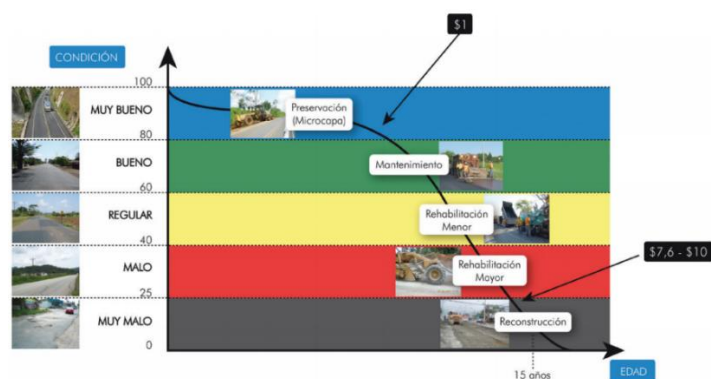 $1
CONDICIÓN
100
MUY BUENO
Preservación
(Microcapa)
80
BUENO
Mantenimiento
60
REGULAR
Rehabilitación
Menor
40
MALO
Rehabilitación
Mayor
$7,6 - $10
25
MUY MALO
Reconstrucción
0
15 años
EDAD